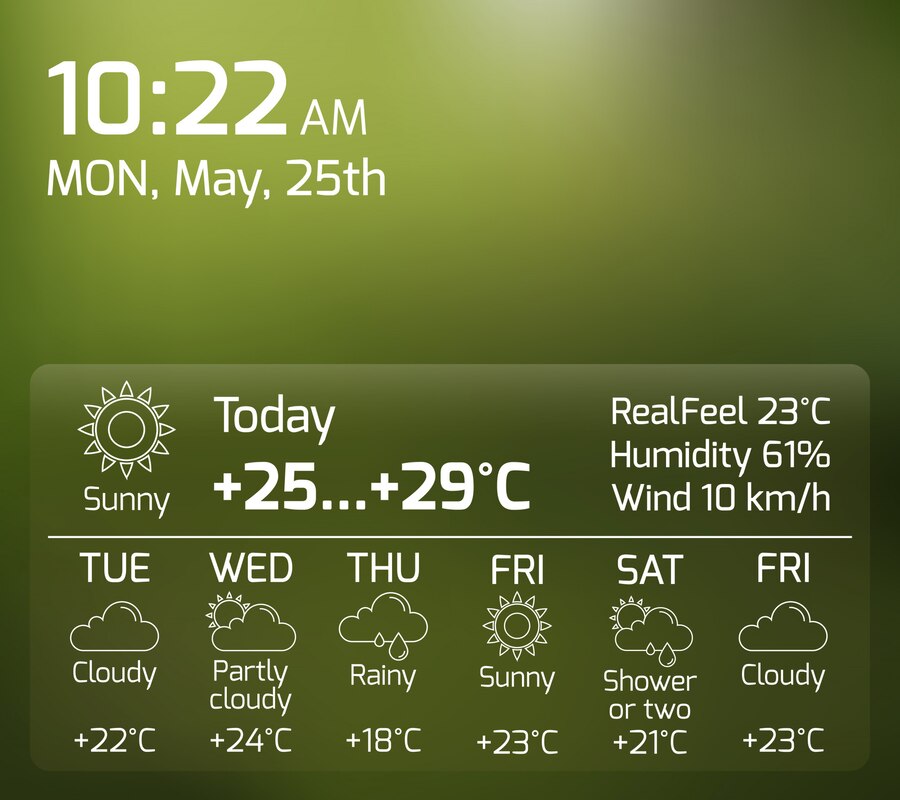 10:22 AM
MON, May, 25th
Today
+25...+29°C
Sunny
RealFeel 23°C
Humidity 61%
Wind 10 km/h
TUE WED THU FRI SAT FRI
Cloudy Partly cloudy Rainy Sunny Shower or two Cloudy
+22°C +24°C +18°C +23°C +21°C +23°C